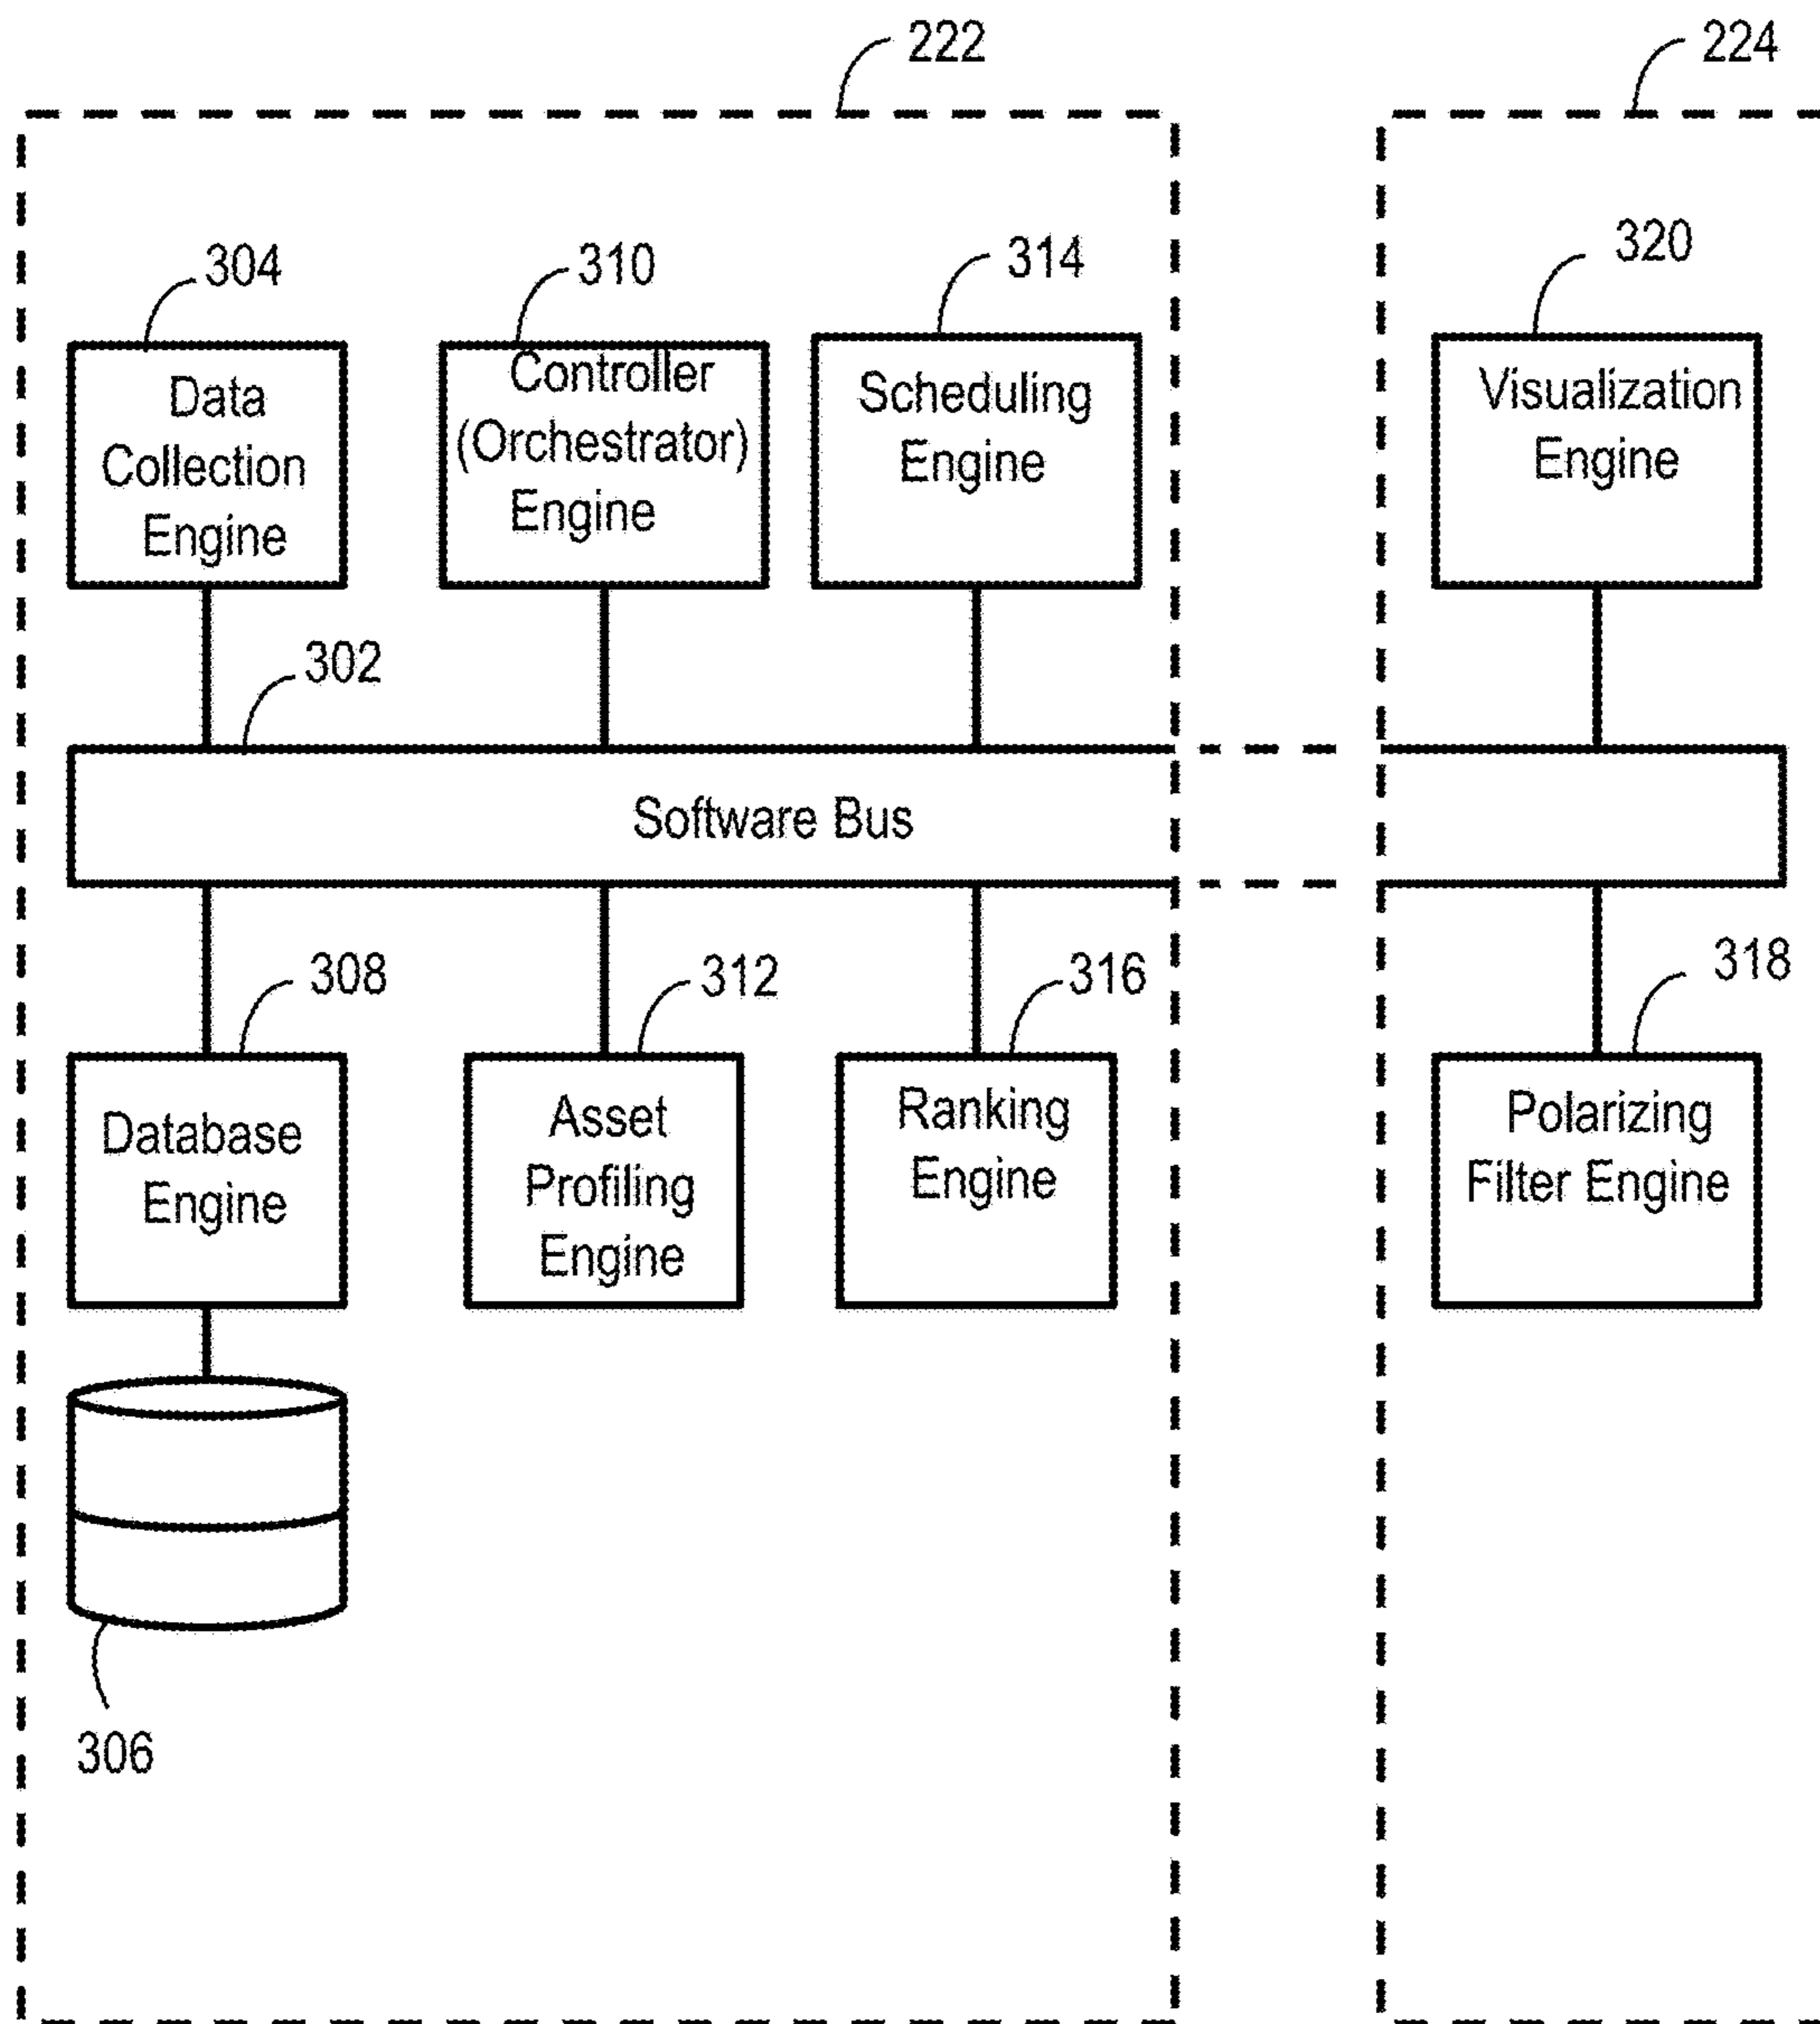 222
224
304
310
314
320
Data
Collection
Engine
Controller
(Orchestrator)
Engine
Scheduling
Engine
Visualization
Engine
302
Software Bus
308
312
316
318
Database
Engine
Asset
Profiling
Engine
Ranking
Engine
Polarizing
Filter Engine
306